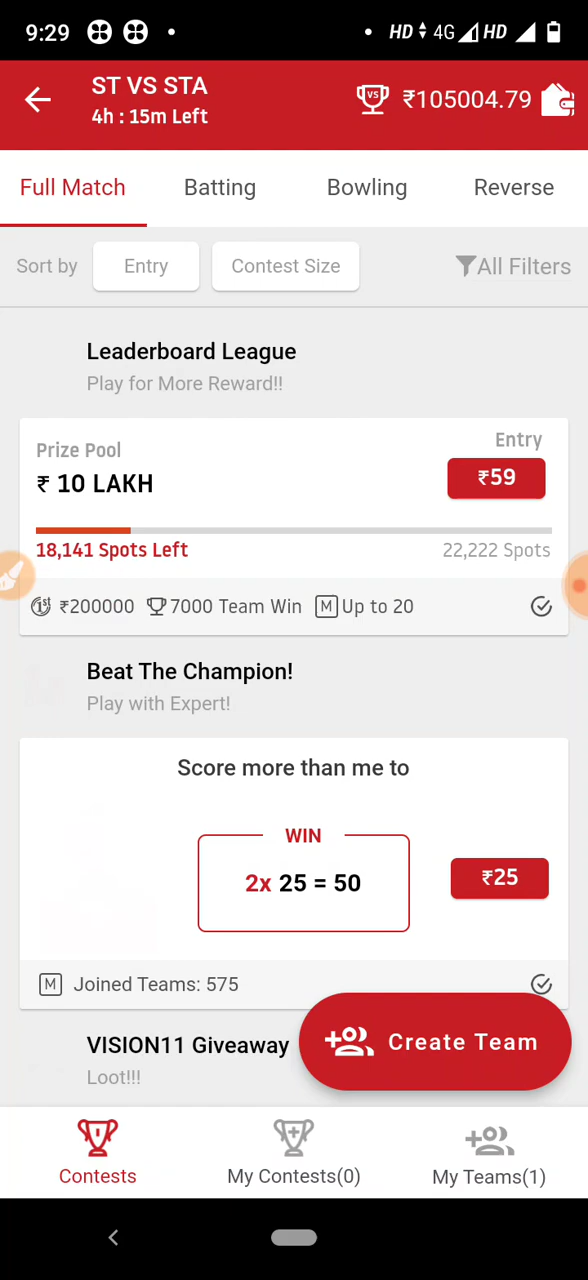 9:29 HD 4G HD
ST VS STA
4h : 15m Left
VS ₹105004.79
Full Match Batting Bowling Reverse
Sort by Entry Contest Size All Filters
Leaderboard League
Play for More Reward!!
Prize Pool Entry
₹ 10 LAKH ₹59
18,141 Spots Left 22,222 Spots
1st ₹200000 7000 Team Win M Up to 20
Beat The Champion!
Play with Expert!
Score more than me to
WIN
2x 25 = 50 ₹25
M Joined Teams: 575
VISION11 Giveaway
Loot!!!
Create Team
Contests My Contests(0) My Teams(1)